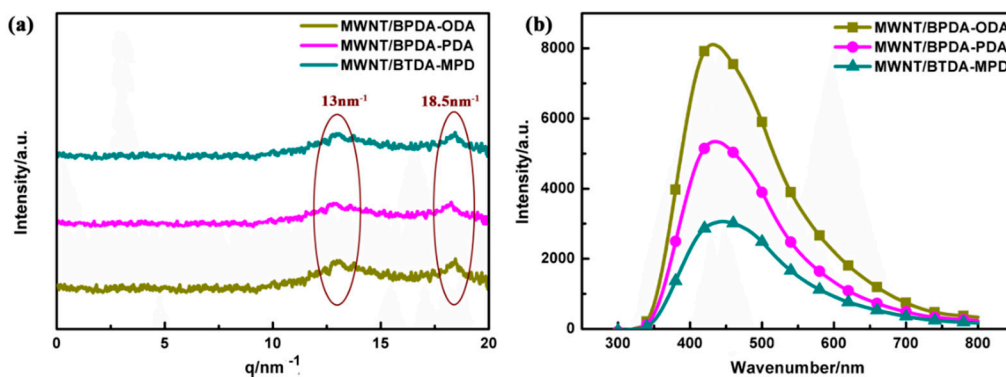 (a)
MWNT/BPDA-ODA
MWNT/BPDA-PDA
MWNT/BTDA-MPD
13nm⁻¹
18.5nm⁻¹
Intensity/a.u.
0
5
10
15
20
q/nm⁻¹
(b)
MWNT/BPDA-ODA
MWNT/BPDA-PDA
MWNT/BTDA-MPD
8000
6000
4000
2000
0
Intensity/a.u.
300
400
500
600
700
800
Wavenumber/nm